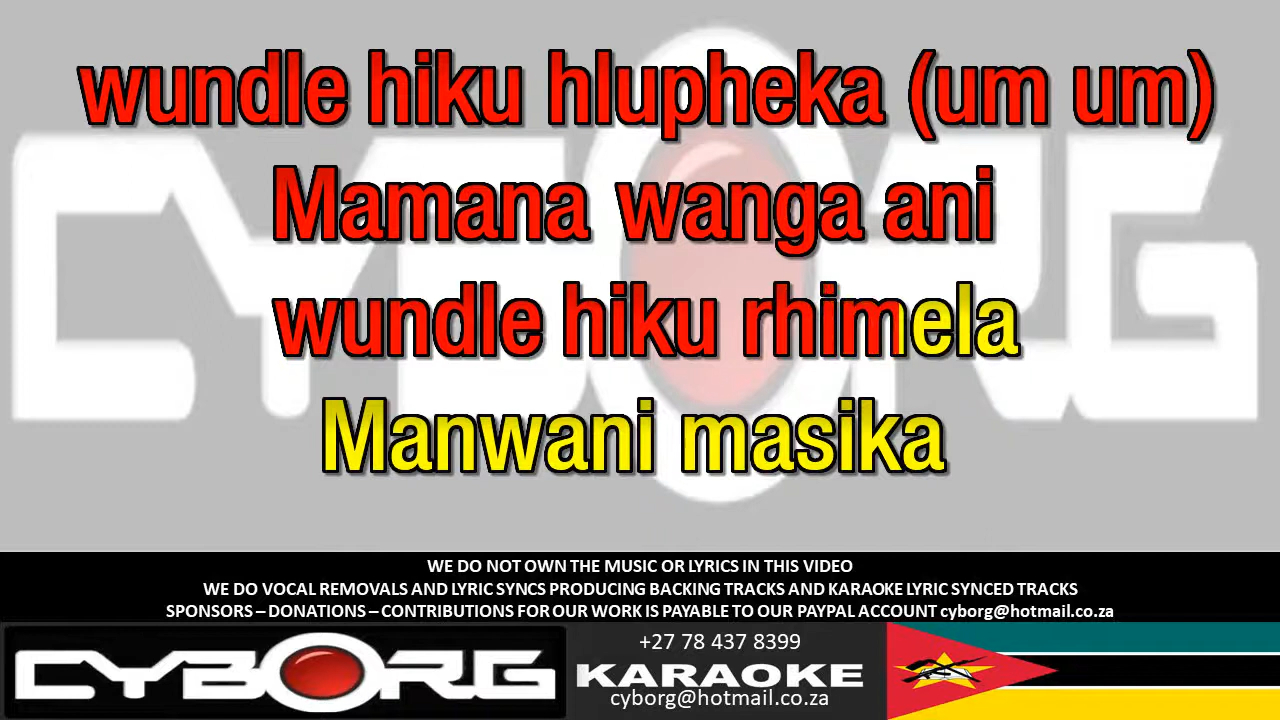 wundle hiku hlupheka (um um)
Mamana wanga ani
wundle hiku rhimela
Manwani masika
CYBORG
WE DO NOT OWN THE MUSIC OR LYRICS IN THIS VIDEO
WE DO VOCAL REMOVALS AND LYRIC SYNCS PRODUCING BACKING TRACKS AND KARAOKE LYRIC SYNCED TRACKS
SPONSORS – DONATIONS – CONTRIBUTIONS FOR OUR WORK IS PAYABLE TO OUR PAYPAL ACCOUNT cyborg@hotmail.co.za
CYBORG
+27 78 437 8399
KARAOKE
cyborg@hotmail.co.za